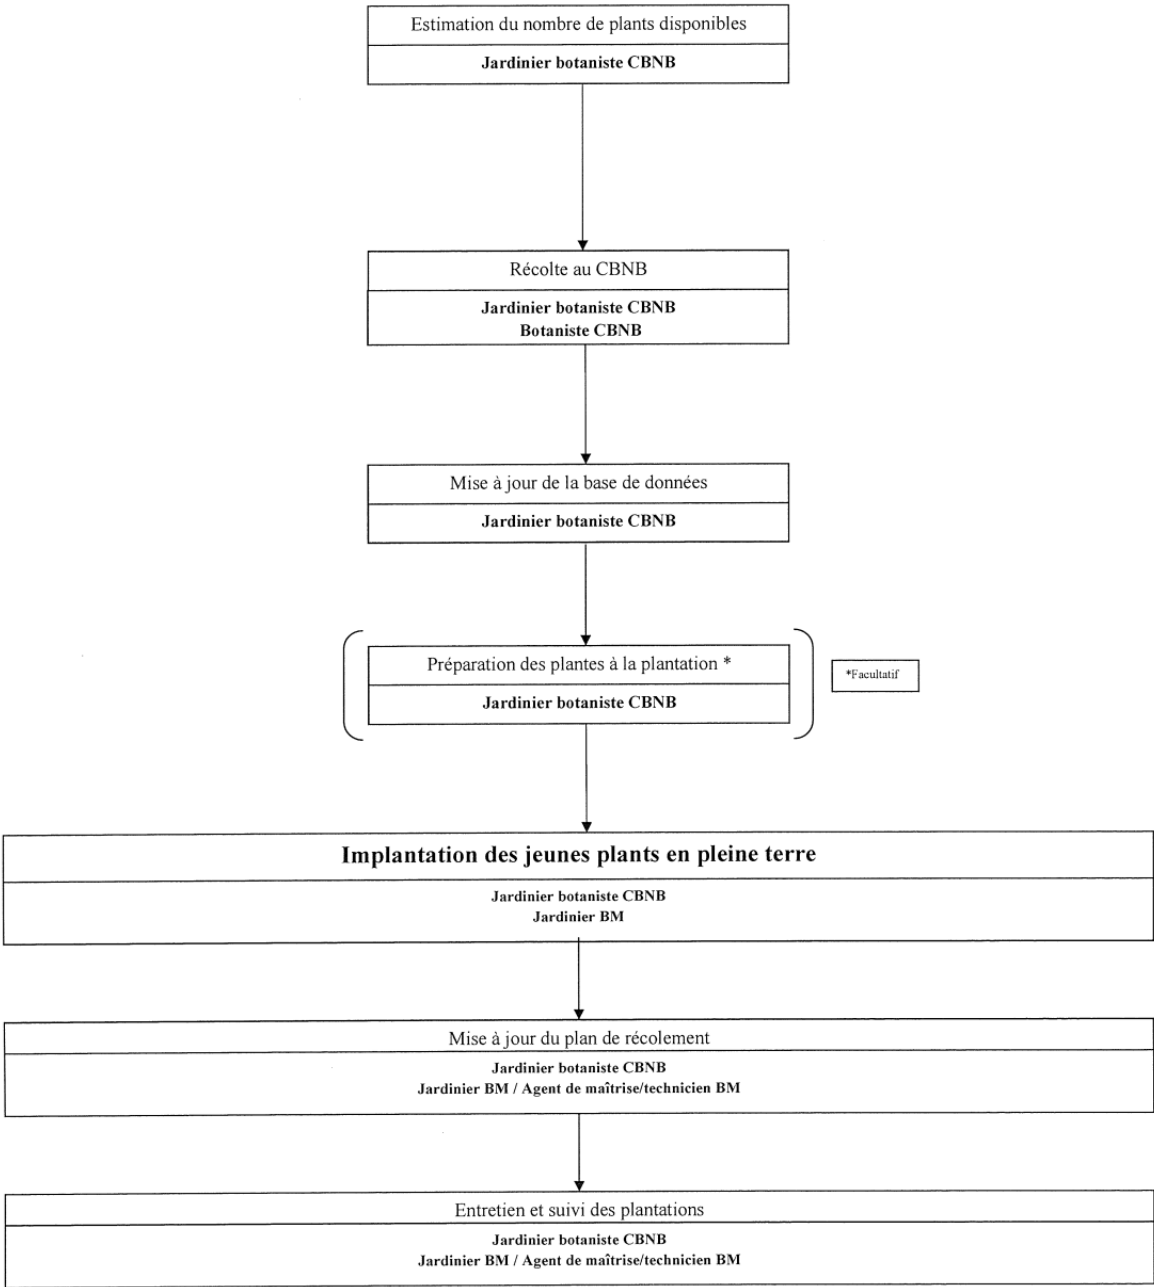 Estimation du nombre de plants disponibles
Jardinier botaniste CBNB
Récolte au CBNB
Jardinier botaniste CBNB
Botaniste CBNB
Mise à jour de la base de données
Jardinier botaniste CBNB
Préparation des plantes à la plantation *
*Facultatif
Jardinier botaniste CBNB
Implantation des jeunes plants en pleine terre
Jardinier botaniste CBNB
Jardinier BM
Mise à jour du plan de récolement
Jardinier botaniste CBNB
Jardinier BM / Agent de maîtrise/technicien BM
Entretien et suivi des plantations
Jardinier botaniste CBNB
Jardinier BM / Agent de maîtrise/technicien BM